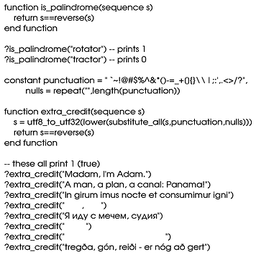 function is_palindrome(sequence s)
    return s==reverse(s)
end function

?is_palindrome("rotator") -- prints 1
?is_palindrome("tractor") -- prints 0

constant punctuation = " `~!@#$%^&*()-=_+[]{}\\|;:',.<>/?",
        nulls = repeat("",length(punctuation))

function extra_credit(sequence s)
    s = utf8_to_utf32(lower(substitute_all(s,punctuation,nulls)))
    return s==reverse(s)
end function

-- these all print 1 (true)
?extra_credit("Madam, I'm Adam.")
?extra_credit("A man, a plan, a canal: Panama!")
?extra_credit("In girum imus nocte et consumimur igni")
?extra_credit("    ,    ")
?extra_credit("Я иду с мечем, судия")
?extra_credit("    ")
?extra_credit("    ")
?extra_credit("tregða, gón, reiði - er nóg að gert")